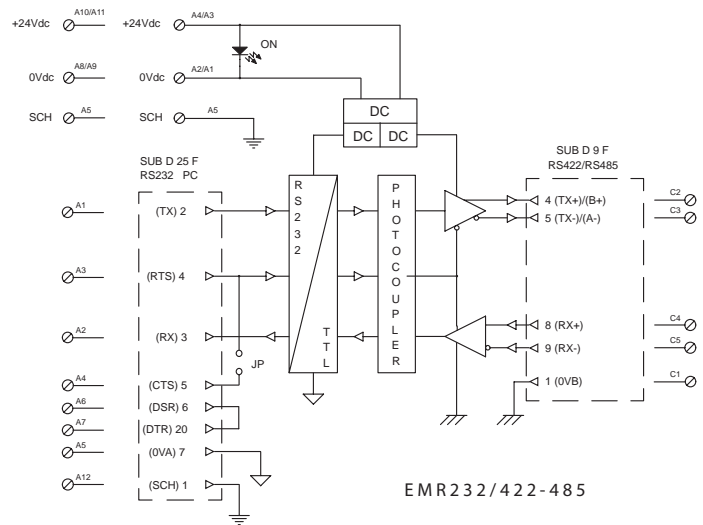 +24Vdc A10/A11 +24Vdc A4/A3
ON
0Vdc A8/A9 0Vdc A2/A1
SCH A5 SCH A5
DC
DC DC
SUB D 25 F
RS232 PC
SUB D 9 F
RS422/RS485
RS232
TTL
PHOTOCOUPLER
A1 (TX) 2
4 (TX+)/(B+) C2
5 (TX-)/(A-) C3
A3 (RTS) 4
A2 (RX) 3
8 (RX+) C4
9 (RX-) C5
JP
A4 (CTS) 5
1 (0VB) C1
A6 (DSR) 6
A7 (DTR) 20
A5 (0VA) 7
A12 (SCH) 1
EMR232/422-485